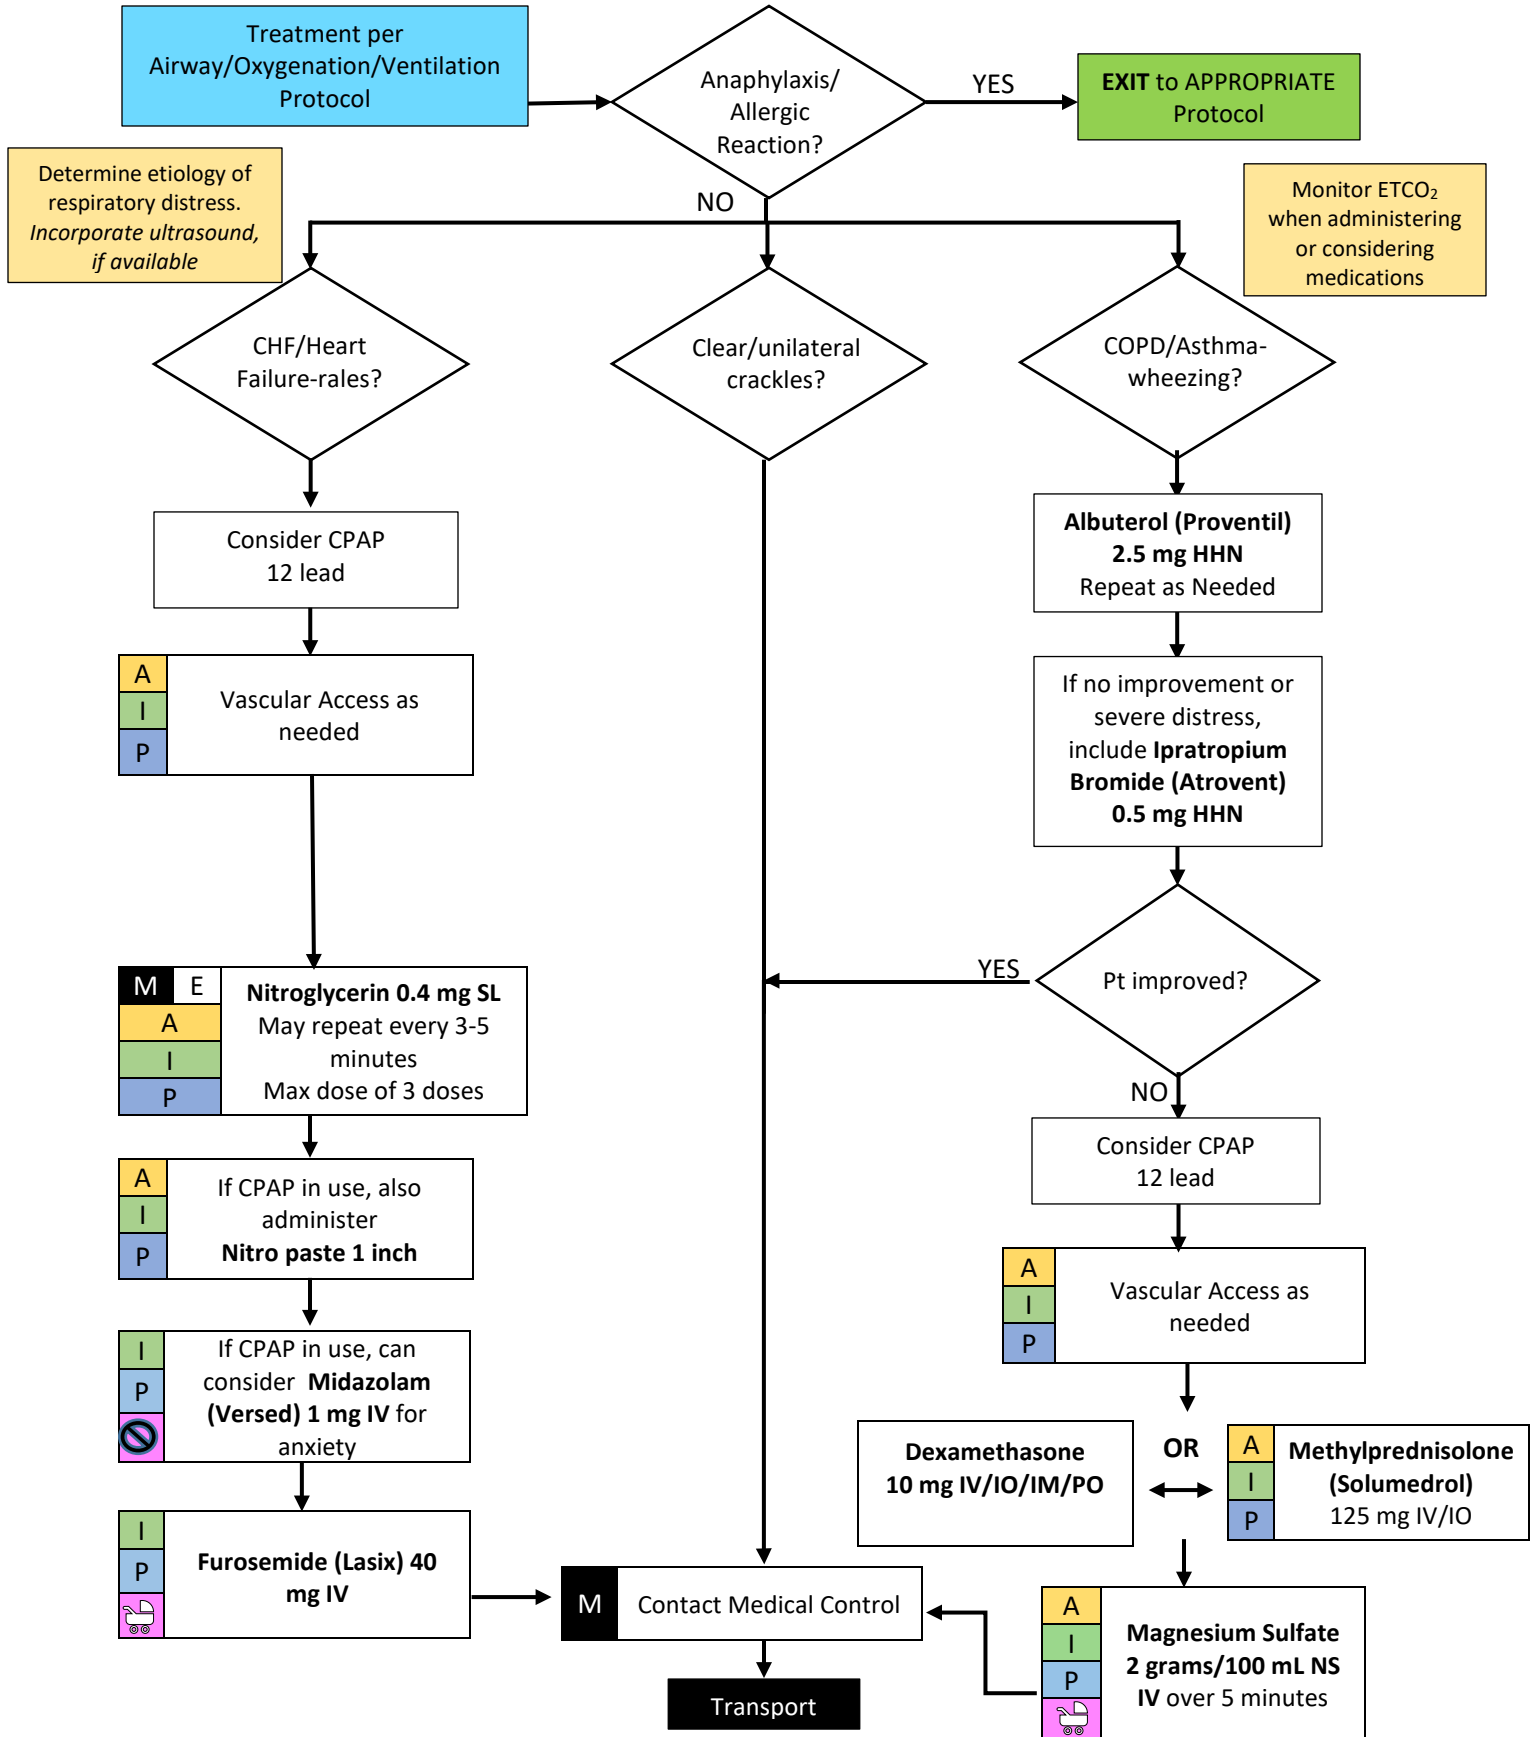 Treatment per
Airway/Oxygenation/Ventilation
Protocol
Anaphylaxis/
Allergic
Reaction?
YES
EXIT to APPROPRIATE
Protocol
Determine etiology of
respiratory distress.
Incorporate ultrasound,
if available
NO
Monitor ETCO₂
when administering
or considering
medications
CHF/Heart
Failure-rales?
Clear/unilateral
crackles?
COPD/Asthma-
wheezing?
Consider CPAP
12 lead
Albuterol (Proventil)
2.5 mg HHN
Repeat as Needed
A
I
P
Vascular Access as
needed
If no improvement or
severe distress,
include Ipratropium
Bromide (Atrovent)
0.5 mg HHN
YES
Pt improved?
M E
A
I
P
Nitroglycerin 0.4 mg SL
May repeat every 3-5
minutes
Max dose of 3 doses
NO
Consider CPAP
12 lead
A
I
P
If CPAP in use, also
administer
Nitro paste 1 inch
A
I
P
Vascular Access as
needed
I
P
If CPAP in use, can
consider Midazolam
(Versed) 1 mg IV for
anxiety
Dexamethasone
10 mg IV/IO/IM/PO
OR
A
I
P
Methylprednisolone
(Solumedrol)
125 mg IV/IO
I
P
Furosemide (Lasix) 40
mg IV
M
Contact Medical Control
A
I
P
Magnesium Sulfate
2 grams/100 mL NS
IV over 5 minutes
Transport